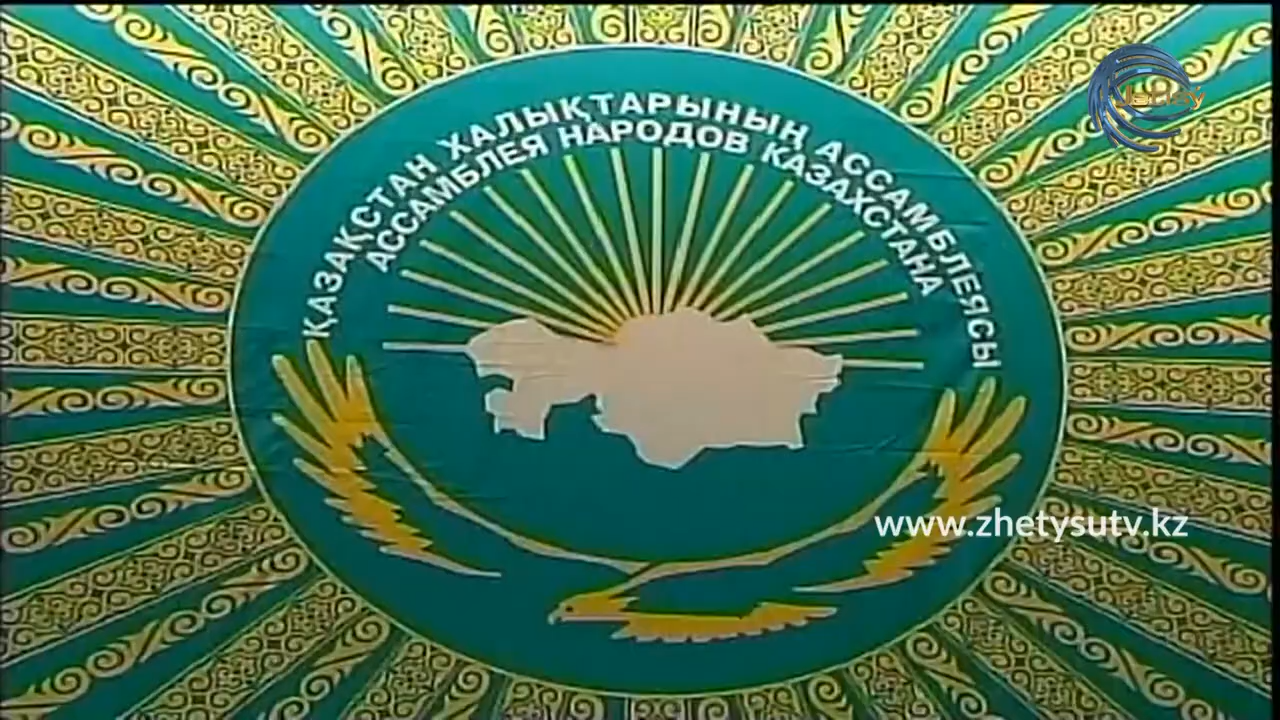 ҚАЗАҚСТАН ХАЛЫҚТАРЫНЫҢ АССАМБЛЕЯСЫ
АССАМБЛЕЯ НАРОДОВ КАЗАХСТАНА
www.zhetysutv.kz